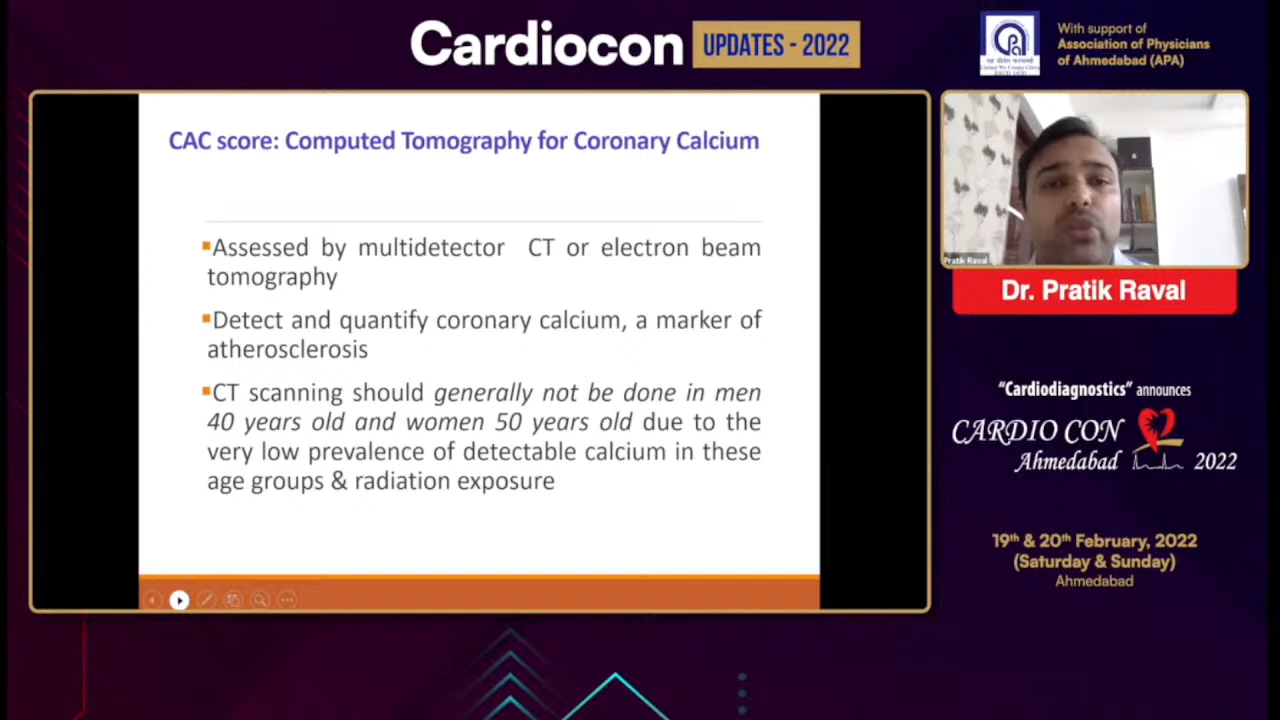 Cardiocon UPDATES - 2022
With support of
Association of Physicians
of Ahmedabad (APA)
CAC score: Computed Tomography for Coronary Calcium
▪Assessed by multidetector CT or electron beam
tomography
▪Detect and quantify coronary calcium, a marker of
atherosclerosis
▪CT scanning should generally not be done in men
40 years old and women 50 years old due to the
very low prevalence of detectable calcium in these
age groups & radiation exposure
Pratik Raval
Dr. Pratik Raval
“Cardiodiagnostics” announces
CARDIO CON
Ahmedabad 2022
19th & 20th February, 2022
(Saturday & Sunday)
Ahmedabad